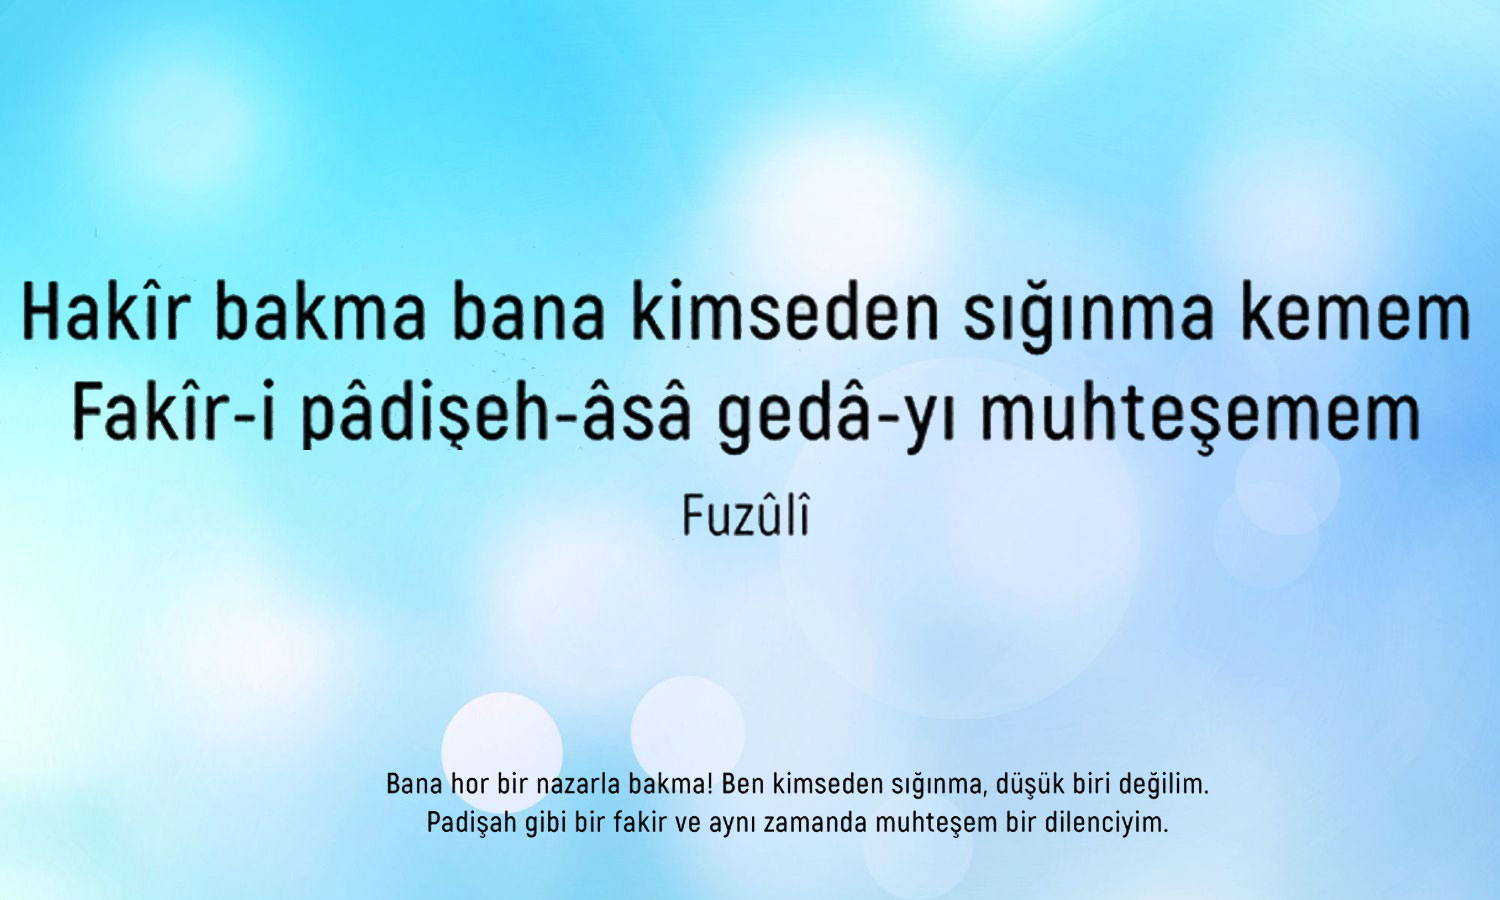 Hakîr bakma bana kimseden sığınma kemem
Fakîr-i pâdişeh-âsâ gedâ-yı muhteşemem
Fuzûlî
Bana hor bir nazarla bakma! Ben kimseden sığınma, düşük biri değilim.
Padişah gibi bir fakir ve aynı zamanda muhteşem bir dilenciyim.